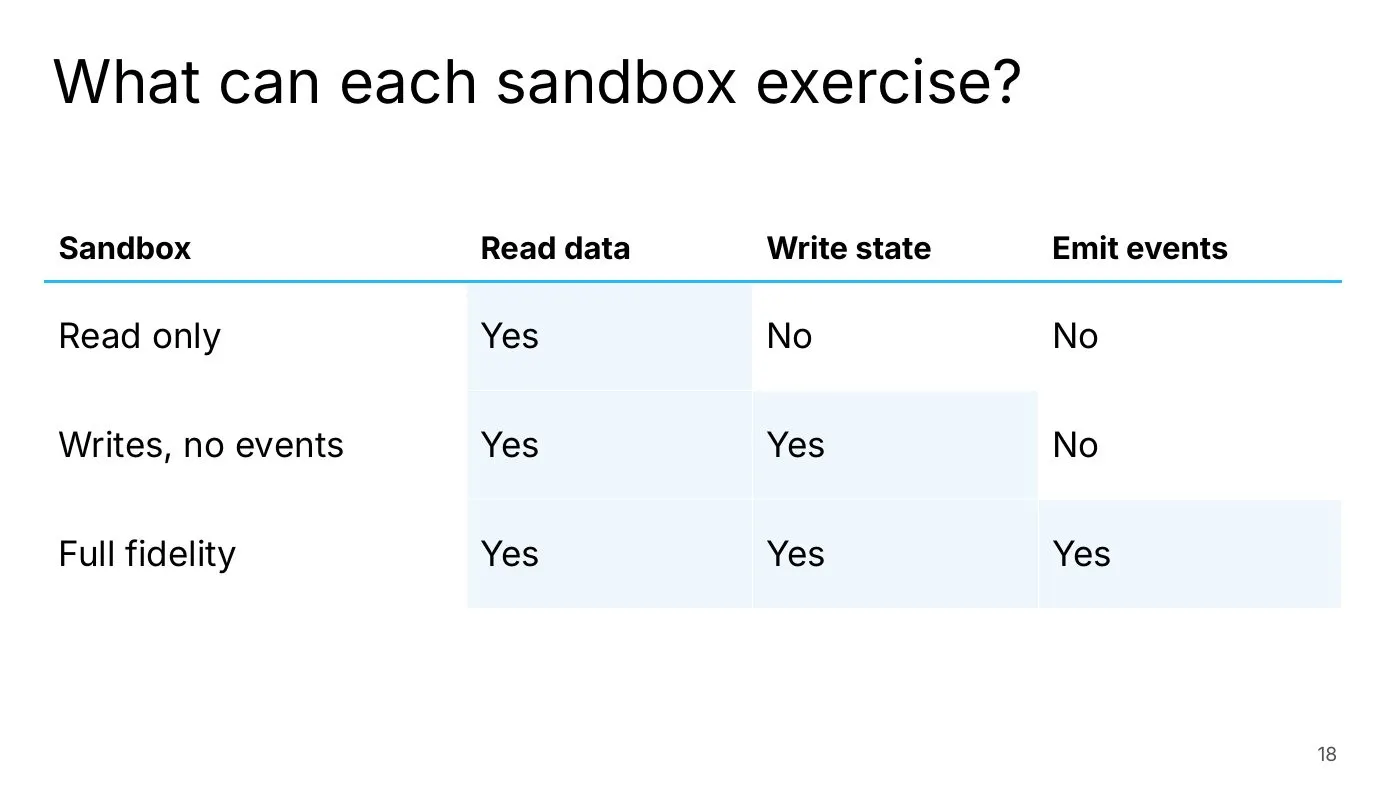 What can each sandbox exercise?
Sandbox Read data Write state Emit events
Read only Yes No No
Writes, no events Yes Yes No
Full fidelity Yes Yes Yes
18